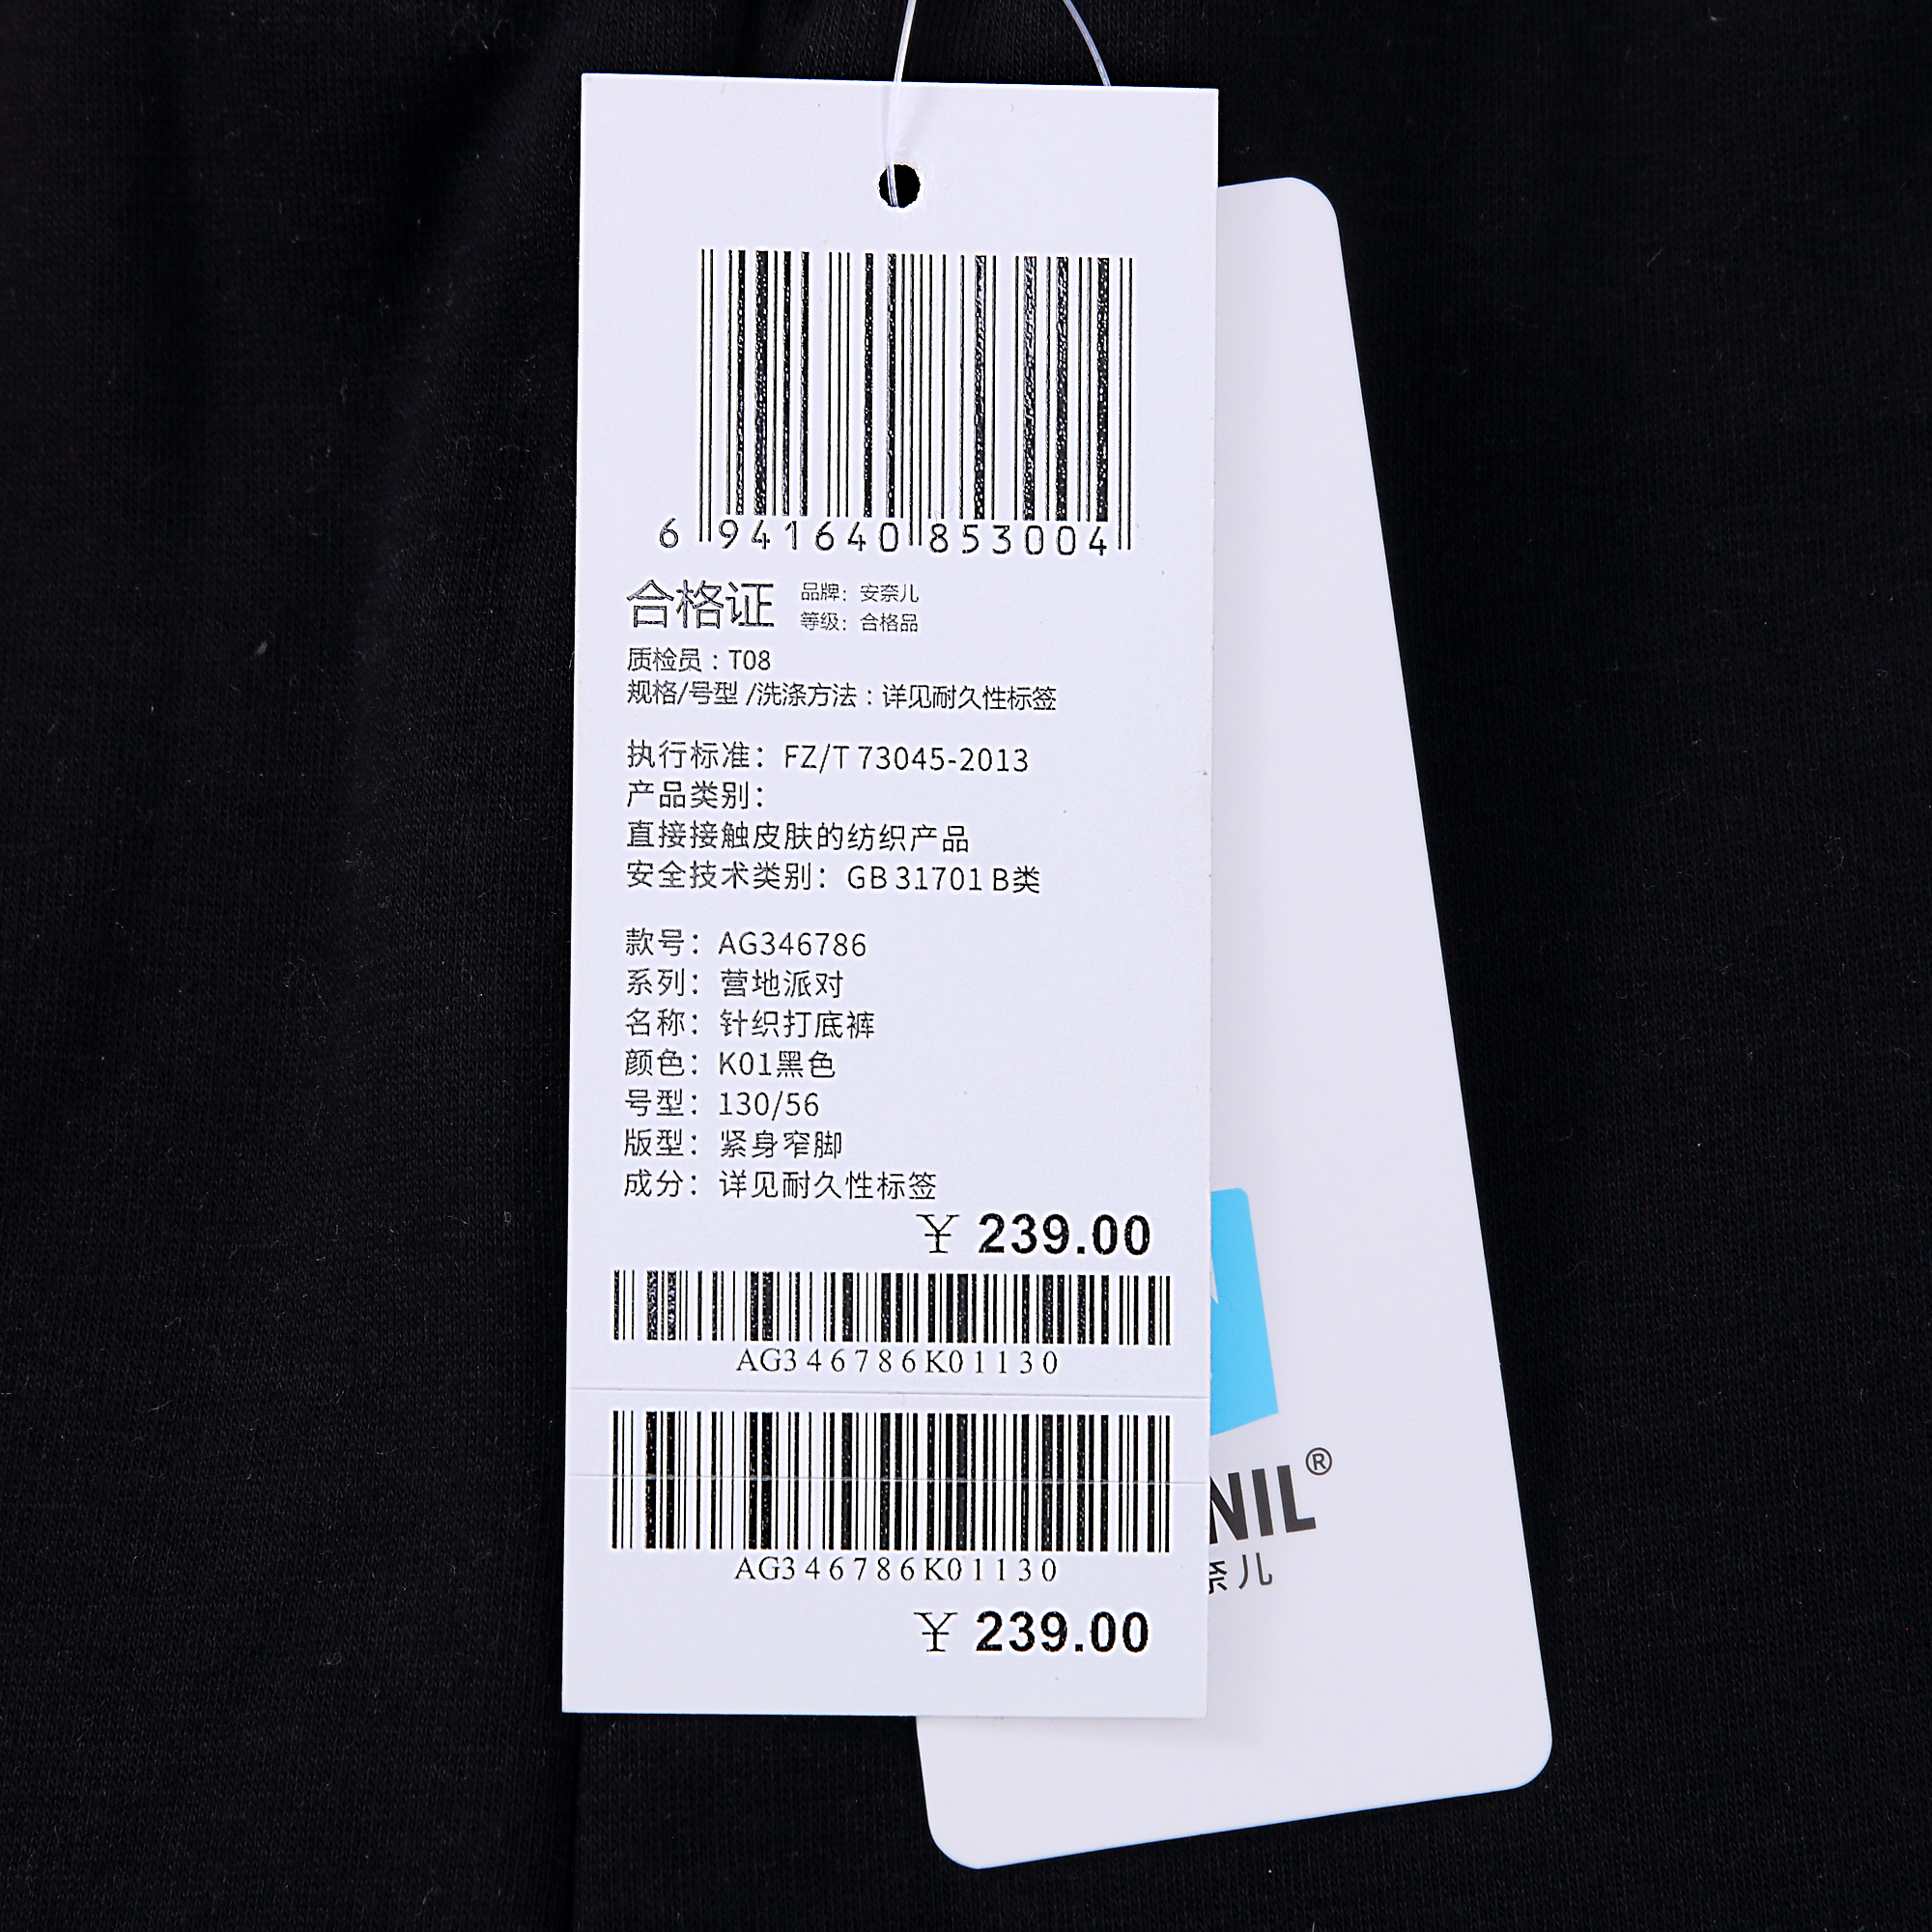 6 941640 853004
合格证
品牌：安奈儿
等级：合格品
质检员：T08
规格/号型 /洗涤方法：详见耐久性标签
执行标准：FZ/T 73045-2013
产品类别：
直接接触皮肤的纺织产品
安全技术类别：GB 31701 B类
款号：AG346786
系列：营地派对
名称：针织打底裤
颜色：K01黑色
号型：130/56
版型：紧身窄脚
成分：详见耐久性标签
¥ 239.00
AG346786K01130
AG346786K01130
¥ 239.00
NIL®
奈儿